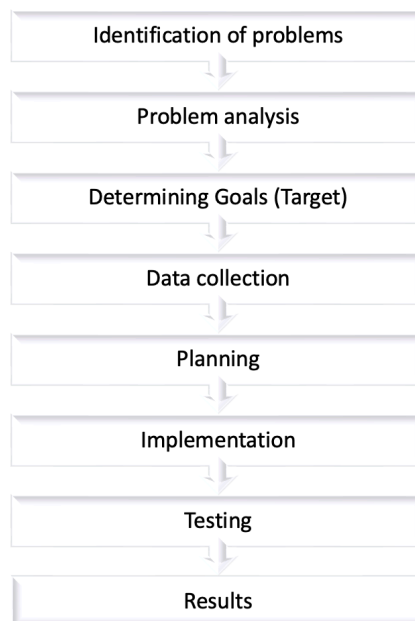 Identification of problems
Problem analysis
Determining Goals (Target)
Data collection
Planning
Implementation
Testing
Results